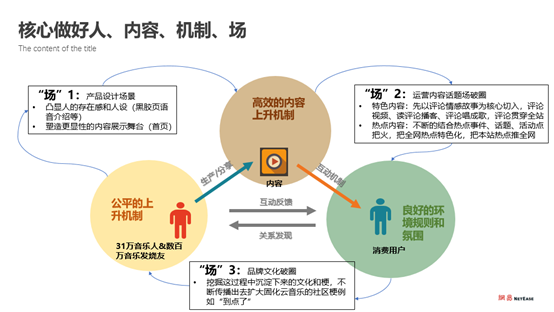 核心做好人、内容、机制、场
The content of the title
“场”1：产品设计场景
• 凸显人的存在感和人设（黑胶页语
音介绍等）
• 塑造更显性的内容展示舞台（首页）
高效的内容
上升机制
“场”2：运营内容话题场破圈
• 特色内容：先以评论情感故事为核心切入，评论
视频、读评论播客、评论唱成歌，评论贯穿全站
• 热点内容：不断的结合热点事件、话题、活动点
把火，把全网热点特色化，把本站热点推全网
生产/分享
内容
互动机制
公平的上
升机制
31万音乐人&数百
万音乐发烧友
互动反馈
关系发现
良好的环
境规则和
氛围
消费用户
“场”3：品牌文化破圈
• 挖掘这过程中沉淀下来的文化和梗，不
断传播出去扩大固化云音乐的社区梗例
如“到点了”
網易 NETEASE